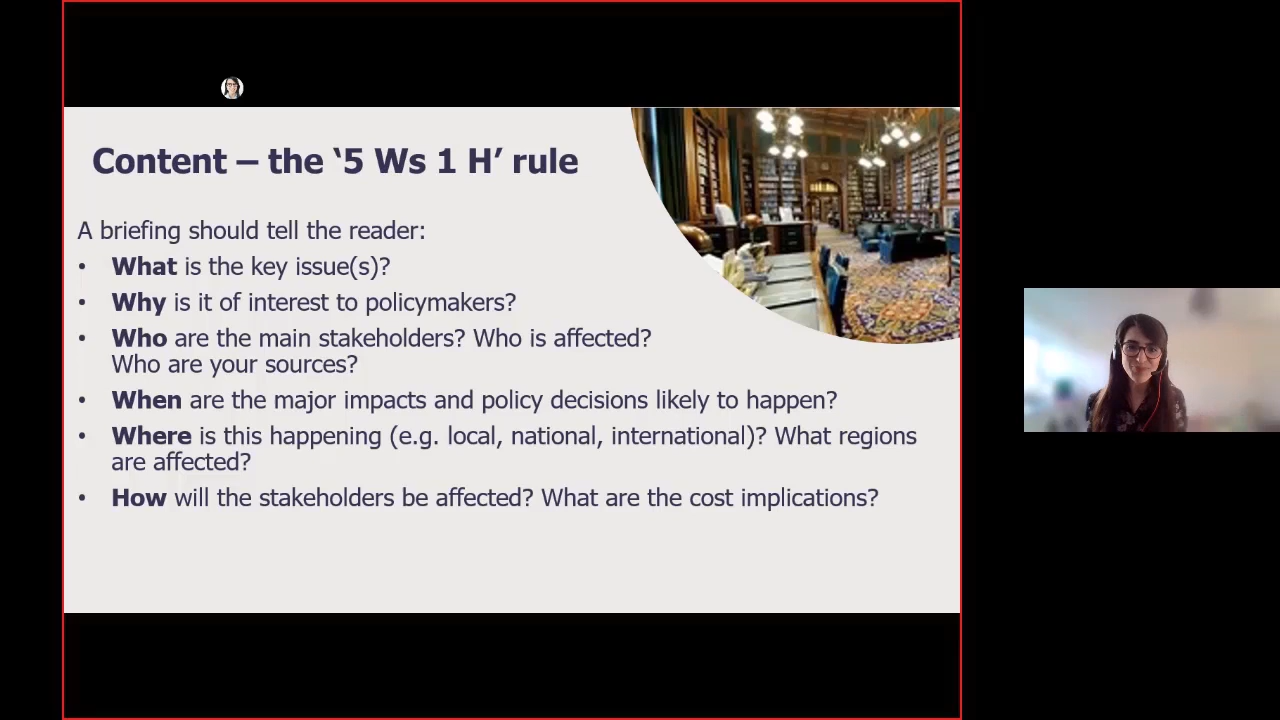 Content – the ‘5 Ws 1 H’ rule
A briefing should tell the reader:
• What is the key issue(s)?
• Why is it of interest to policymakers?
• Who are the main stakeholders? Who is affected?
Who are your sources?
• When are the major impacts and policy decisions likely to happen?
• Where is this happening (e.g. local, national, international)? What regions
are affected?
• How will the stakeholders be affected? What are the cost implications?